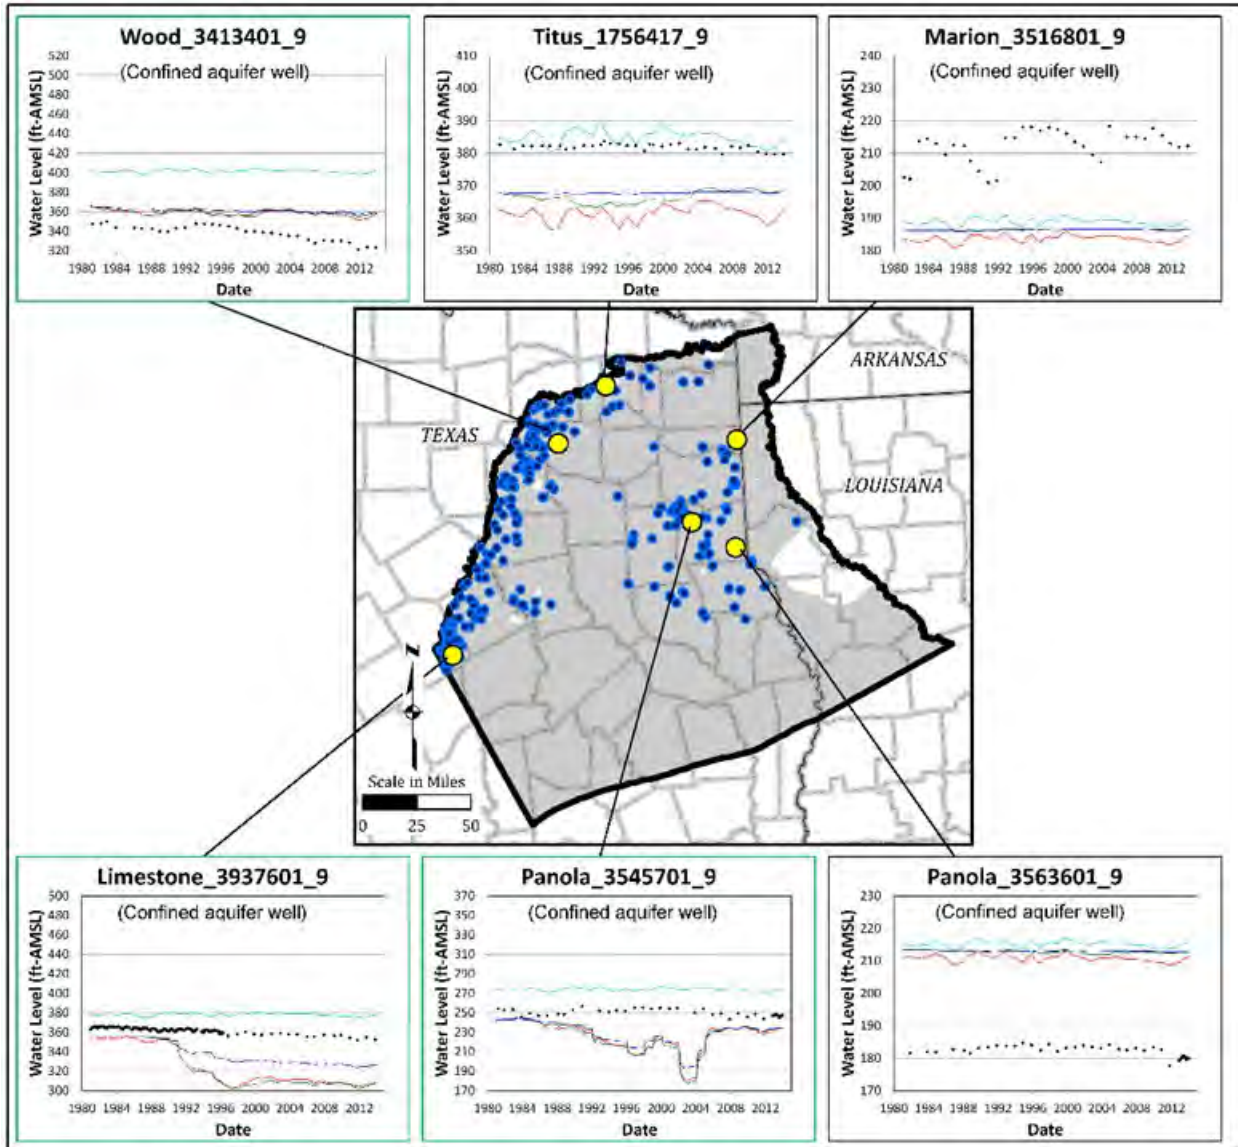 Wood_3413401_9
(Confined aquifer well)
Water Level (ft-AMSL)
520
500
480
460
440
420
400
380
360
340
320
1980 1984 1988 1992 1996 2000 2004 2008 2012
Date
Titus_1756417_9
(Confined aquifer well)
Water Level (ft-AMSL)
410
400
390
380
370
360
350
1980 1984 1988 1992 1996 2000 2004 2008 2012
Date
Marion_3516801_9
(Confined aquifer well)
Water Level (ft-AMSL)
240
230
220
210
200
190
180
1980 1984 1988 1992 1996 2000 2004 2008 2012
Date
ARKANSAS
TEXAS
LOUISIANA
Z
Scale in Miles
0 25 50
Limestone_3937601_9
(Confined aquifer well)
Water Level (ft-AMSL)
500
480
460
440
420
400
380
360
340
320
300
1980 1984 1988 1992 1996 2000 2004 2008 2012
Date
Panola_3545701_9
(Confined aquifer well)
Water Level (ft-AMSL)
370
350
330
310
290
270
250
230
210
190
170
1980 1984 1988 1992 1996 2000 2004 2008 2012
Date
Panola_3563601_9
(Confined aquifer well)
Water Level (ft-AMSL)
230
220
210
200
190
180
170
1980 1984 1988 1992 1996 2000 2004 2008 2012
Date